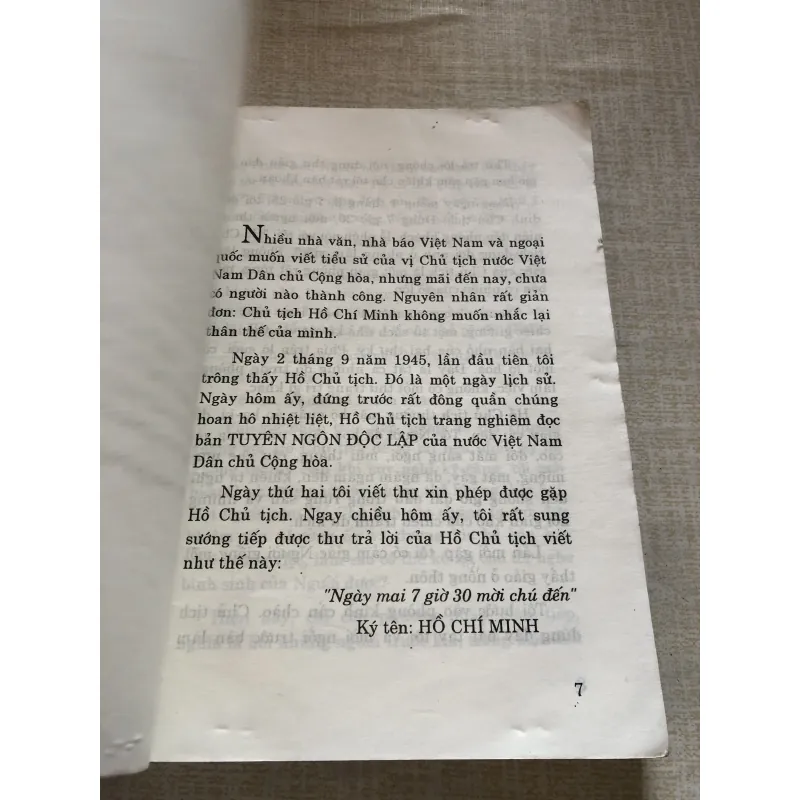 Nhiều nhà văn, nhà báo Việt Nam và ngoại
quốc muốn viết tiểu sử của vị Chủ tịch nước Việt
Nam Dân chủ Cộng hòa, nhưng mãi đến nay, chưa
có người nào thành công. Nguyên nhân rất giản
đơn: Chủ tịch Hồ Chí Minh không muốn nhắc lại
thân thế của mình.
Ngày 2 tháng 9 năm 1945, lần đầu tiên tôi
trông thấy Hồ Chủ tịch. Đó là một ngày lịch sử.
Ngày hôm ấy, đứng trước rất đông quần chúng
hoan hô nhiệt liệt, Hồ Chủ tịch trang nghiêm đọc
bản TUYÊN NGÔN ĐỘC LẬP của nước Việt Nam
Dân chủ Cộng hòa.
Ngày thứ hai tôi viết thư xin phép được gặp
Hồ Chủ tịch. Ngay chiều hôm ấy, tôi rất sung
sướng tiếp được thư trả lời của Hồ Chủ tịch viết
như thế này:
"Ngày mai 7 giờ 30 mời chú đến"
Ký tên: HỒ CHÍ MINH
7